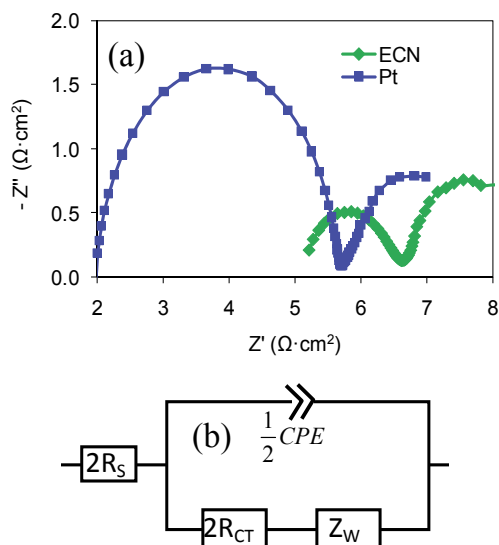 (a)
ECN
Pt
2.0
1.5
1.0
0.5
0.0
- Z'' (Ω·cm²)
2 3 4 5 6 7 8
Z' (Ω·cm²)
(b)
1/2 CPE
2R_S
2R_CT
Z_W